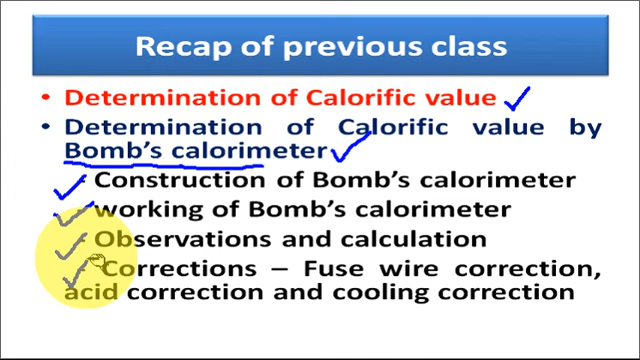 Recap of previous class
• Determination of Calorific value
• Determination of Calorific value by
Bomb's calorimeter
- Construction of Bomb's calorimeter
- working of Bomb's calorimeter
- Observations and calculation
- Corrections – Fuse wire correction,
acid correction and cooling correction